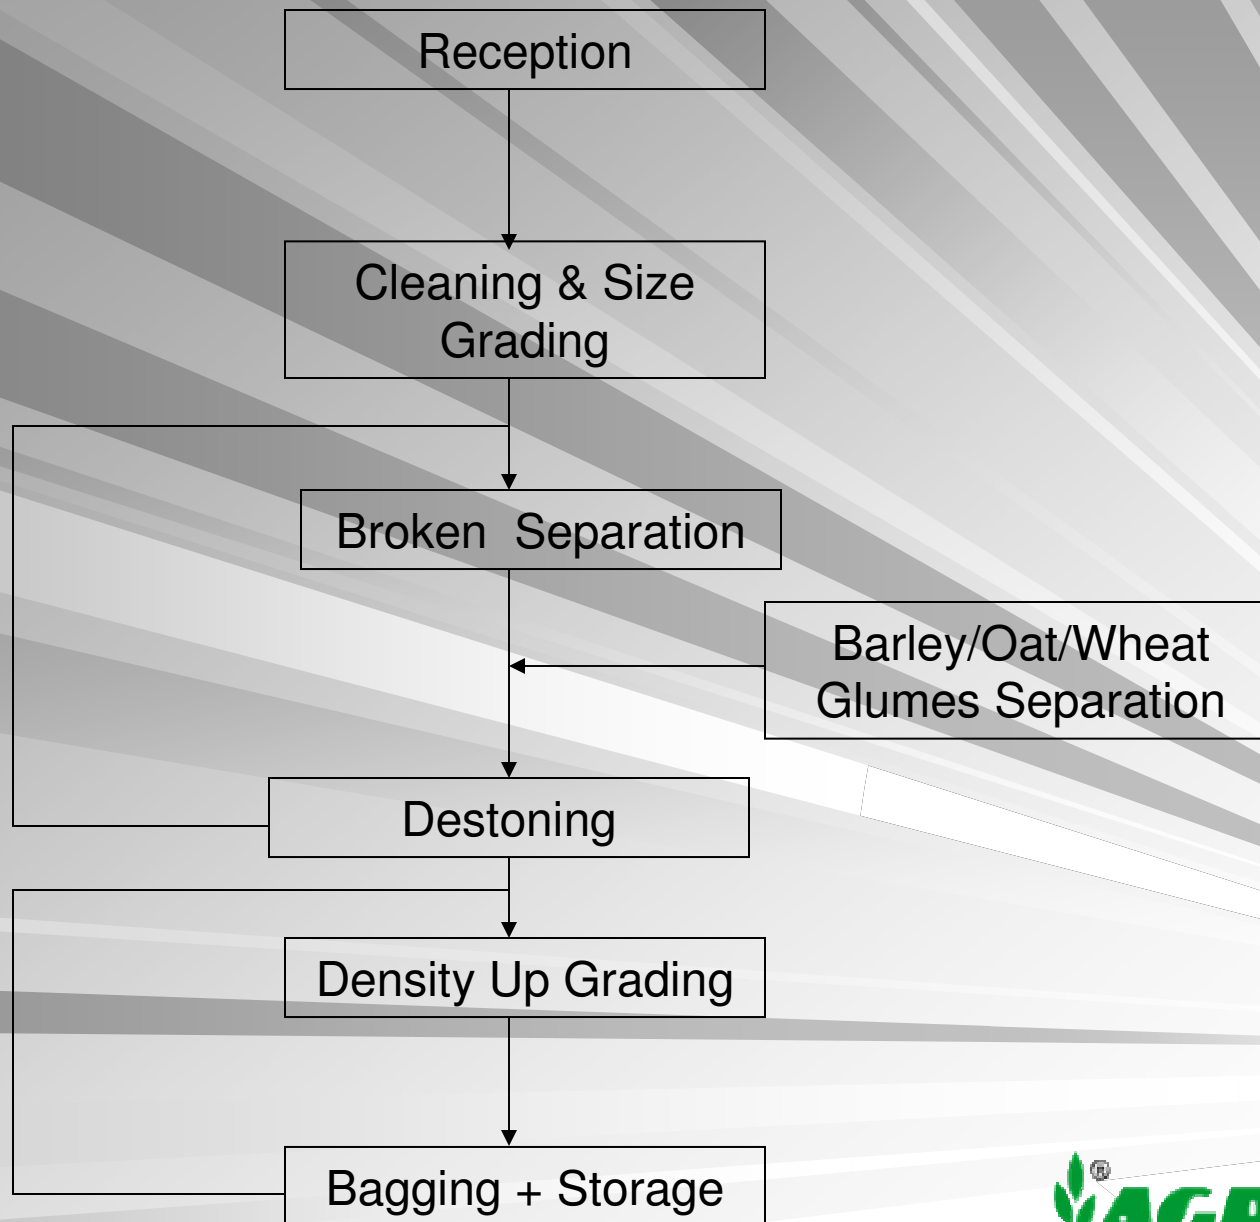 Reception
Cleaning & Size
Grading
Broken  Separation
Barley/Oat/Wheat
Glumes Separation
Destoning
Density Up Grading
Bagging + Storage
®